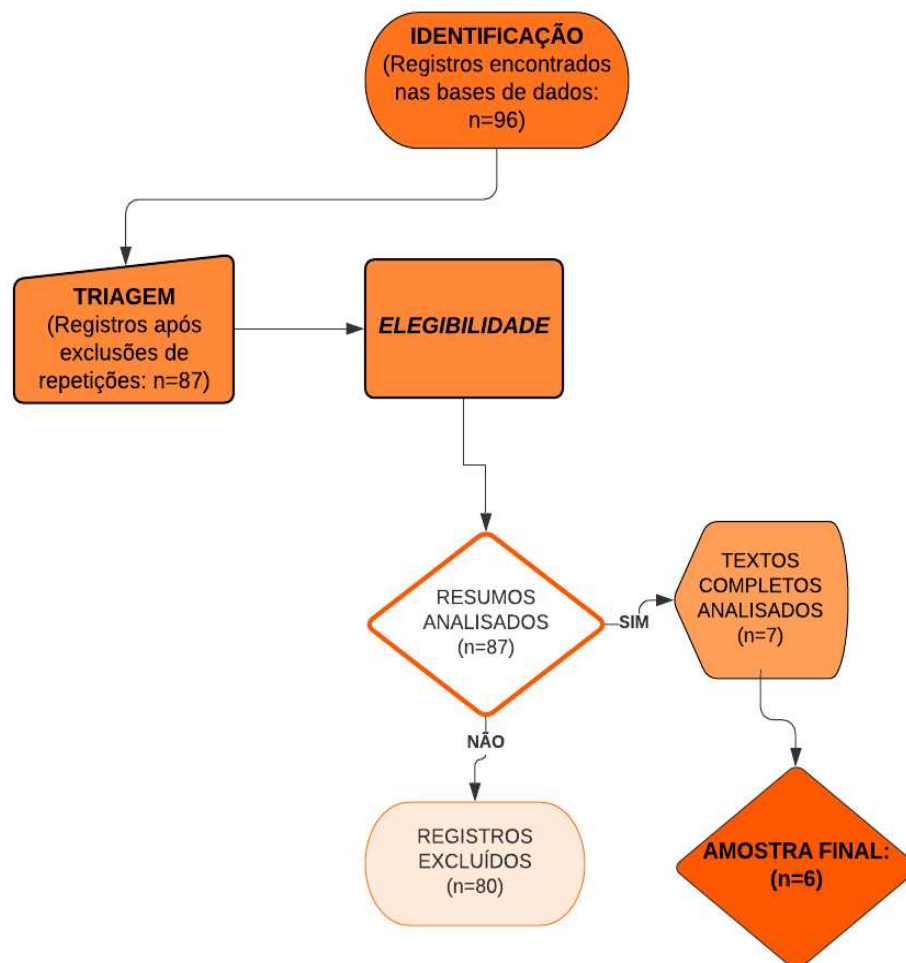 IDENTIFICAÇÃO
(Registros encontrados
nas bases de dados:
n=96)
TRIAGEM
(Registros após
exclusões de
repetições: n=87)
ELEGIBILIDADE
RESUMOS
ANALISADOS
(n=87)
SIM
TEXTOS
COMPLETOS
ANALISADOS
(n=7)
NÃO
REGISTROS
EXCLUÍDOS
(n=80)
AMOSTRA FINAL:
(n=6)